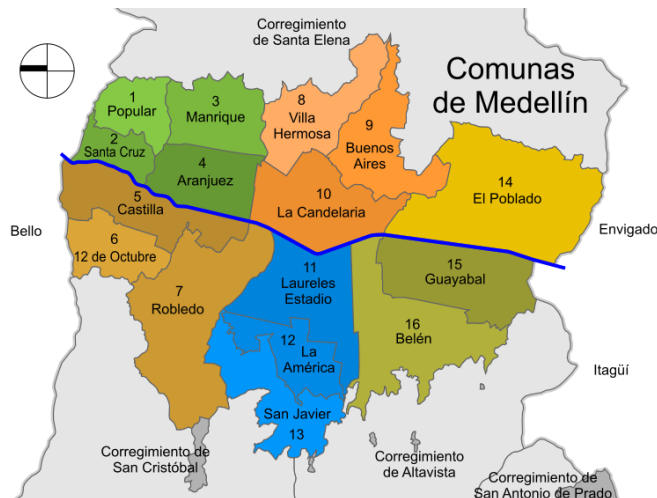 Corregimiento
de Santa Elena
Comunas
de Medellín
1
Popular
3
Manrique
8
Villa
Hermosa
9
Buenos
Aires
2
Santa Cruz
4
Aranjuez
14
El Poblado
10
La Candelaria
5
Castilla
Bello
Envigado
6
12 de Octubre
11
Laureles
Estadio
15
Guayabal
7
Robledo
16
Belén
12
La
América
Itagüí
San Javier
13
Corregimiento de
San Cristóbal
Corregimiento
de Altavista
Corregimiento de
San Antonio de Prado